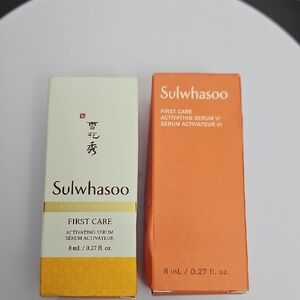 雪花秀
Sulwhasoo
FIRST CARE
ACTIVATING SERUM
SÉRUM ACTIVATEUR
8 mL / 0.27 fl. oz.
Sulwhasoo
FIRST CARE
ACTIVATING SERUM VI
SÉRUM ACTIVATEUR VI
8 mL / 0.27 fl. oz.